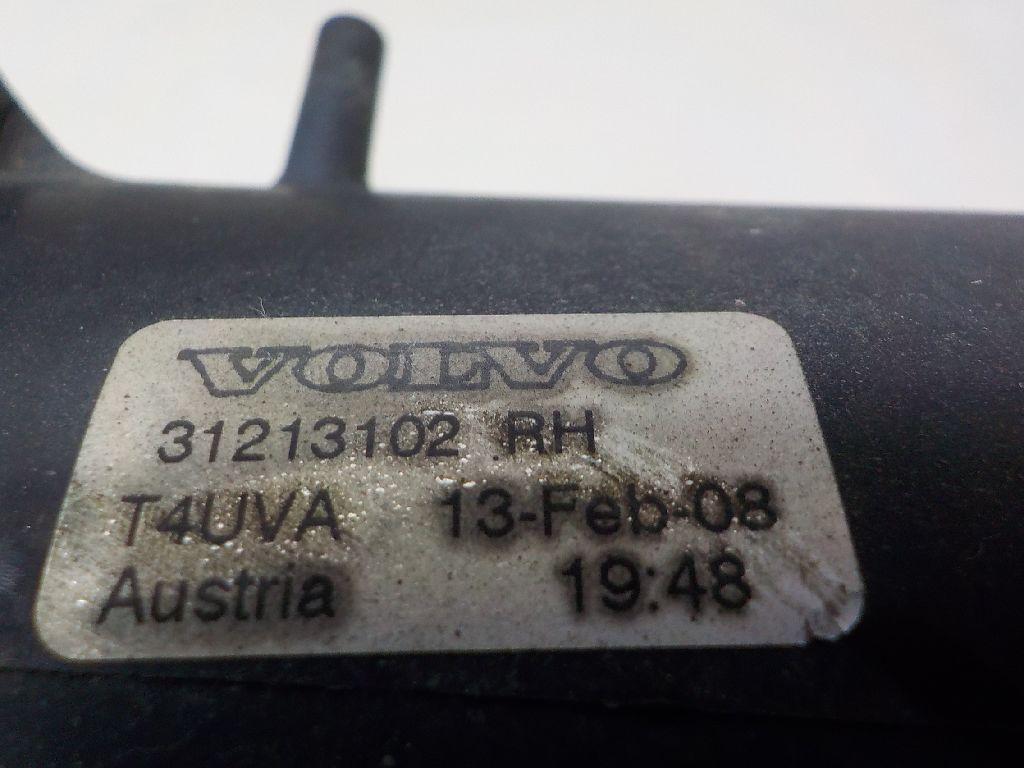 VOLVO
31213102 RH
T4UVA 13-Feb-08
Austria 19:48